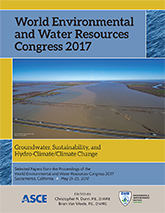 World Environmental
and Water Resources
Congress 2017
Groundwater, Sustainability, and
Hydro-Climate/Climate Change
Selected Papers from the Proceedings of the
World Environmental and Water Resources Congress 2017
Sacramento, California
May 21–25, 2017
EDITED BY
Christopher N. Dunn, P.E., D.WRE
Brian Van Weele, P.E., D.WRE
ASCE